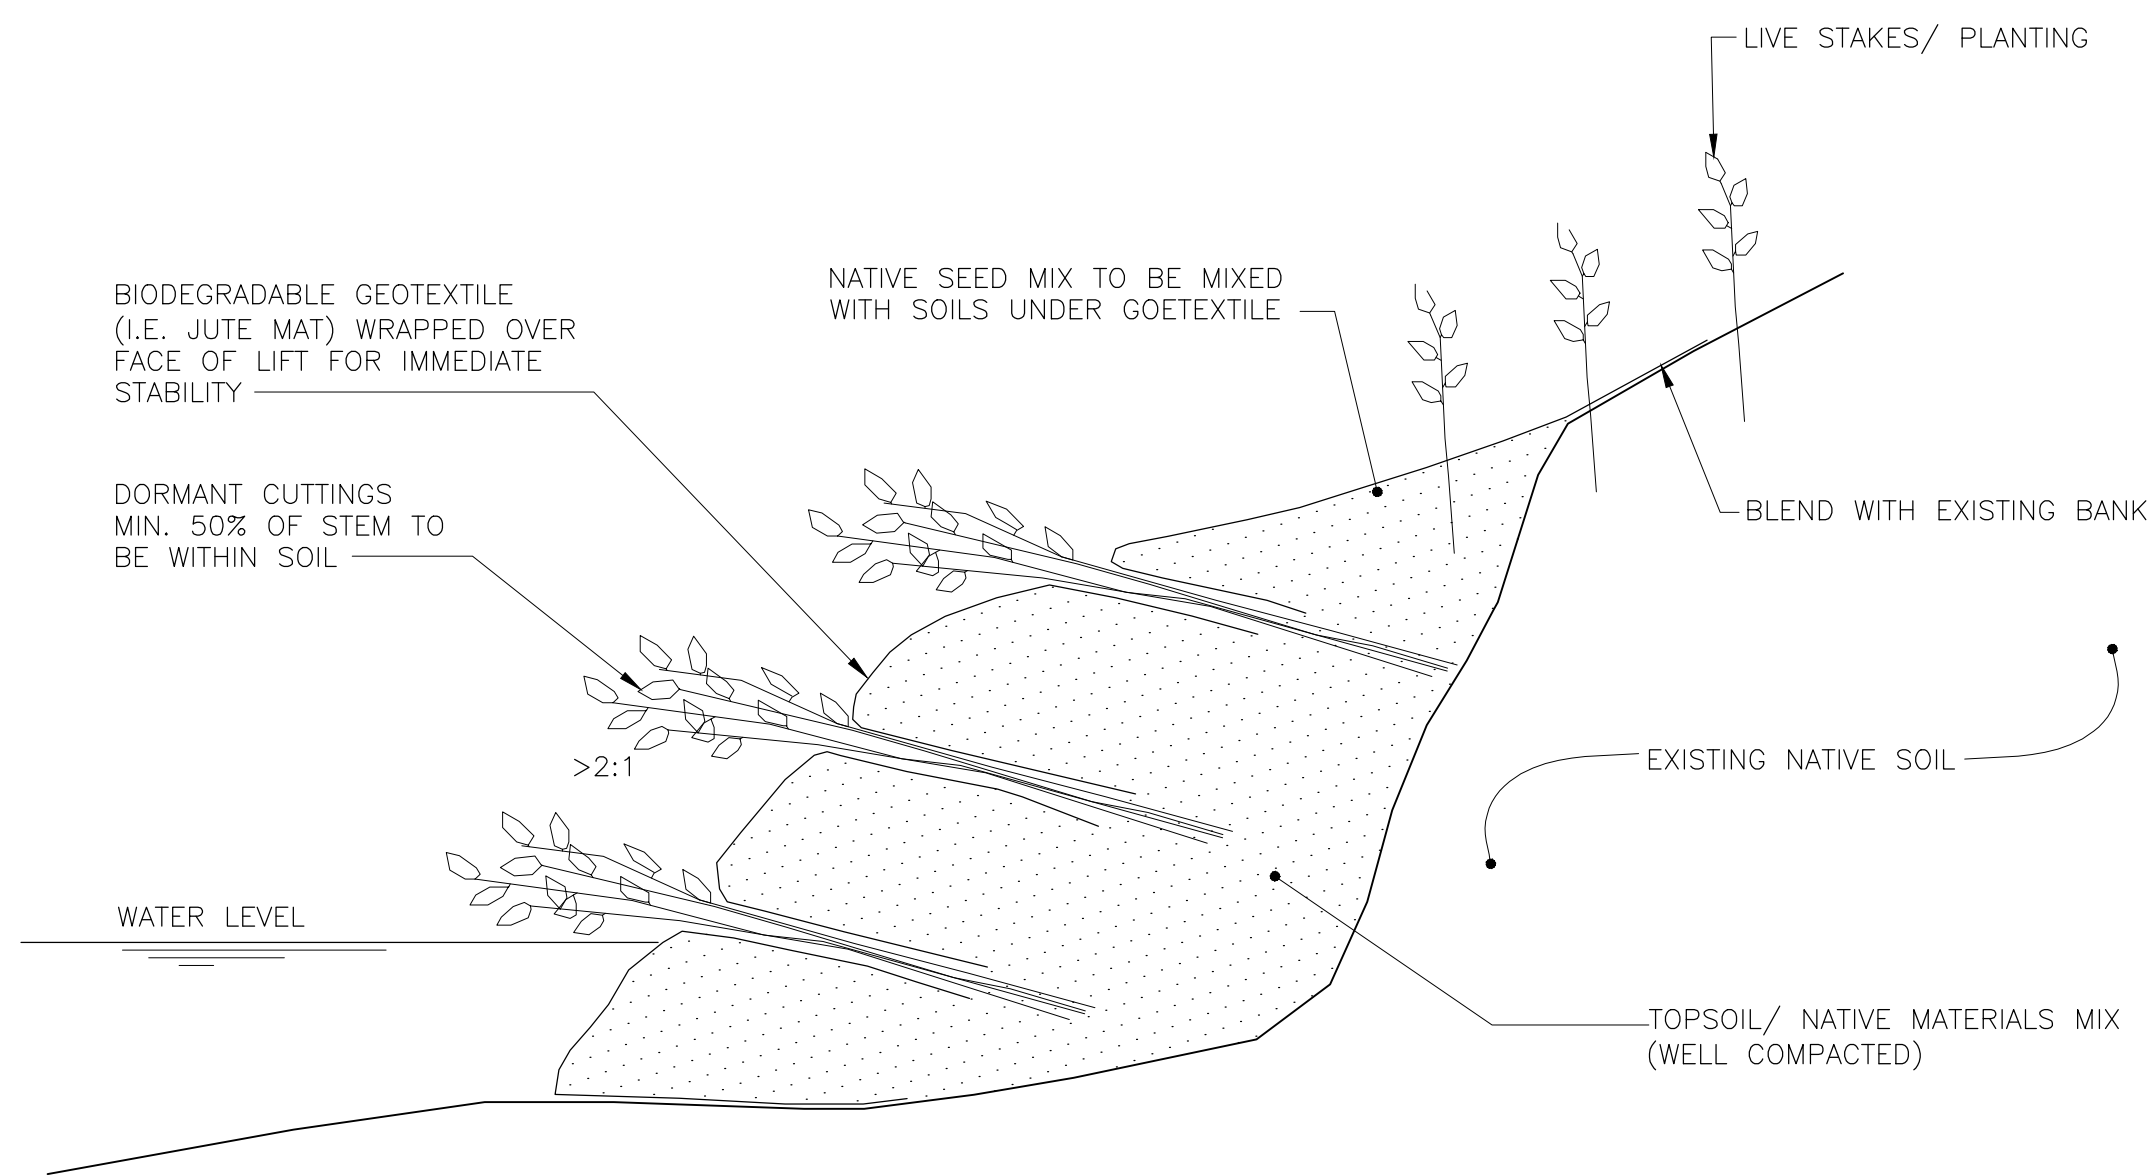 LIVE STAKES/ PLANTING
NATIVE SEED MIX TO BE MIXED
WITH SOILS UNDER GOETEXTILE
BIODEGRADABLE GEOTEXTILE
(I.E. JUTE MAT) WRAPPED OVER
FACE OF LIFT FOR IMMEDIATE
STABILITY
DORMANT CUTTINGS
MIN. 50% OF STEM TO
BE WITHIN SOIL
BLEND WITH EXISTING BANK
>2:1
EXISTING NATIVE SOIL
WATER LEVEL
TOPSOIL/ NATIVE MATERIALS MIX
(WELL COMPACTED)